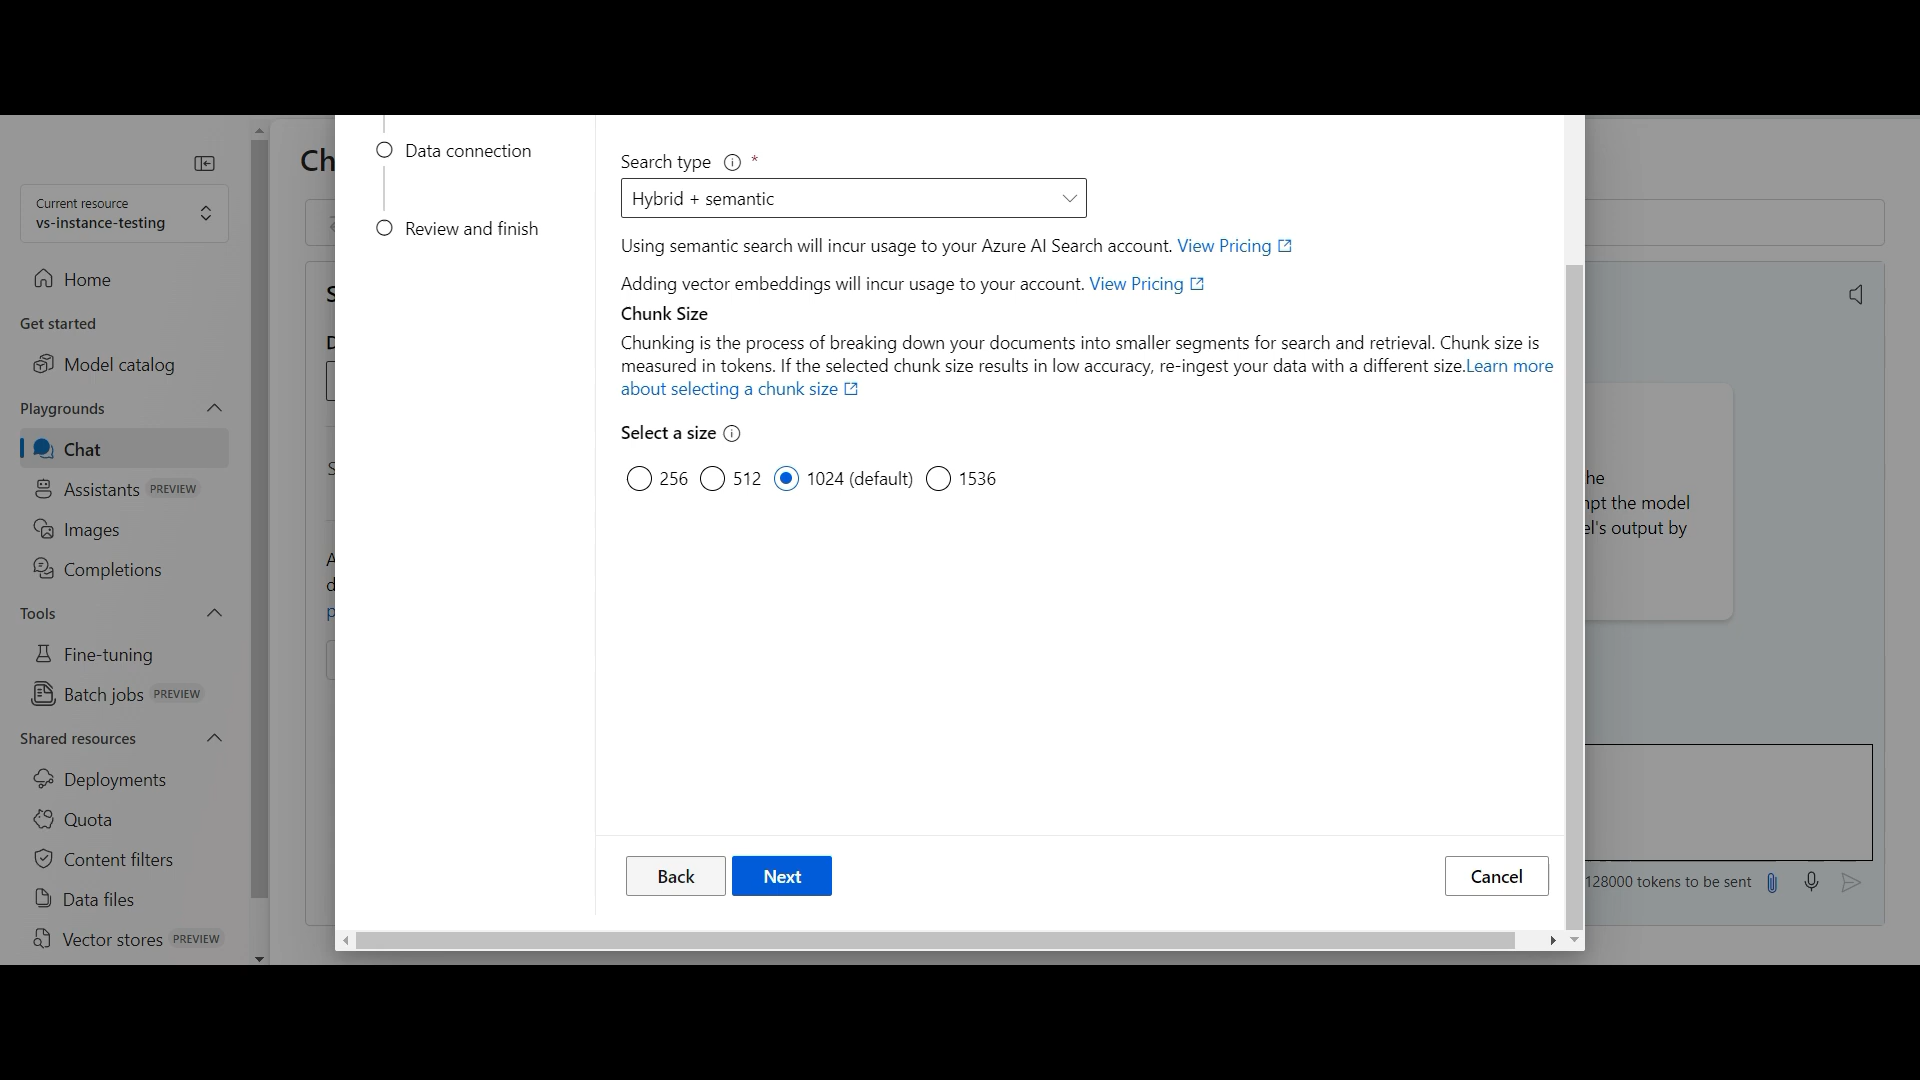 Ch
Current resource
vs-instance-testing
Home
Get started
Model catalog
Playgrounds
Chat
Assistants PREVIEW
Images
Completions
Tools
Fine-tuning
Batch jobs PREVIEW
Shared resources
Deployments
Quota
Content filters
Data files
Vector stores PREVIEW
Data connection
Review and finish
Search type *
Hybrid + semantic
Using semantic search will incur usage to your Azure AI Search account. View Pricing
Adding vector embeddings will incur usage to your account. View Pricing
Chunk Size
Chunking is the process of breaking down your documents into smaller segments for search and retrieval. Chunk size is
measured in tokens. If the selected chunk size results in low accuracy, re-ingest your data with a different size.Learn more
about selecting a chunk size
Select a size
256 512 1024 (default) 1536
Back Next Cancel
he
npt the model
el's output by
128000 tokens to be sent